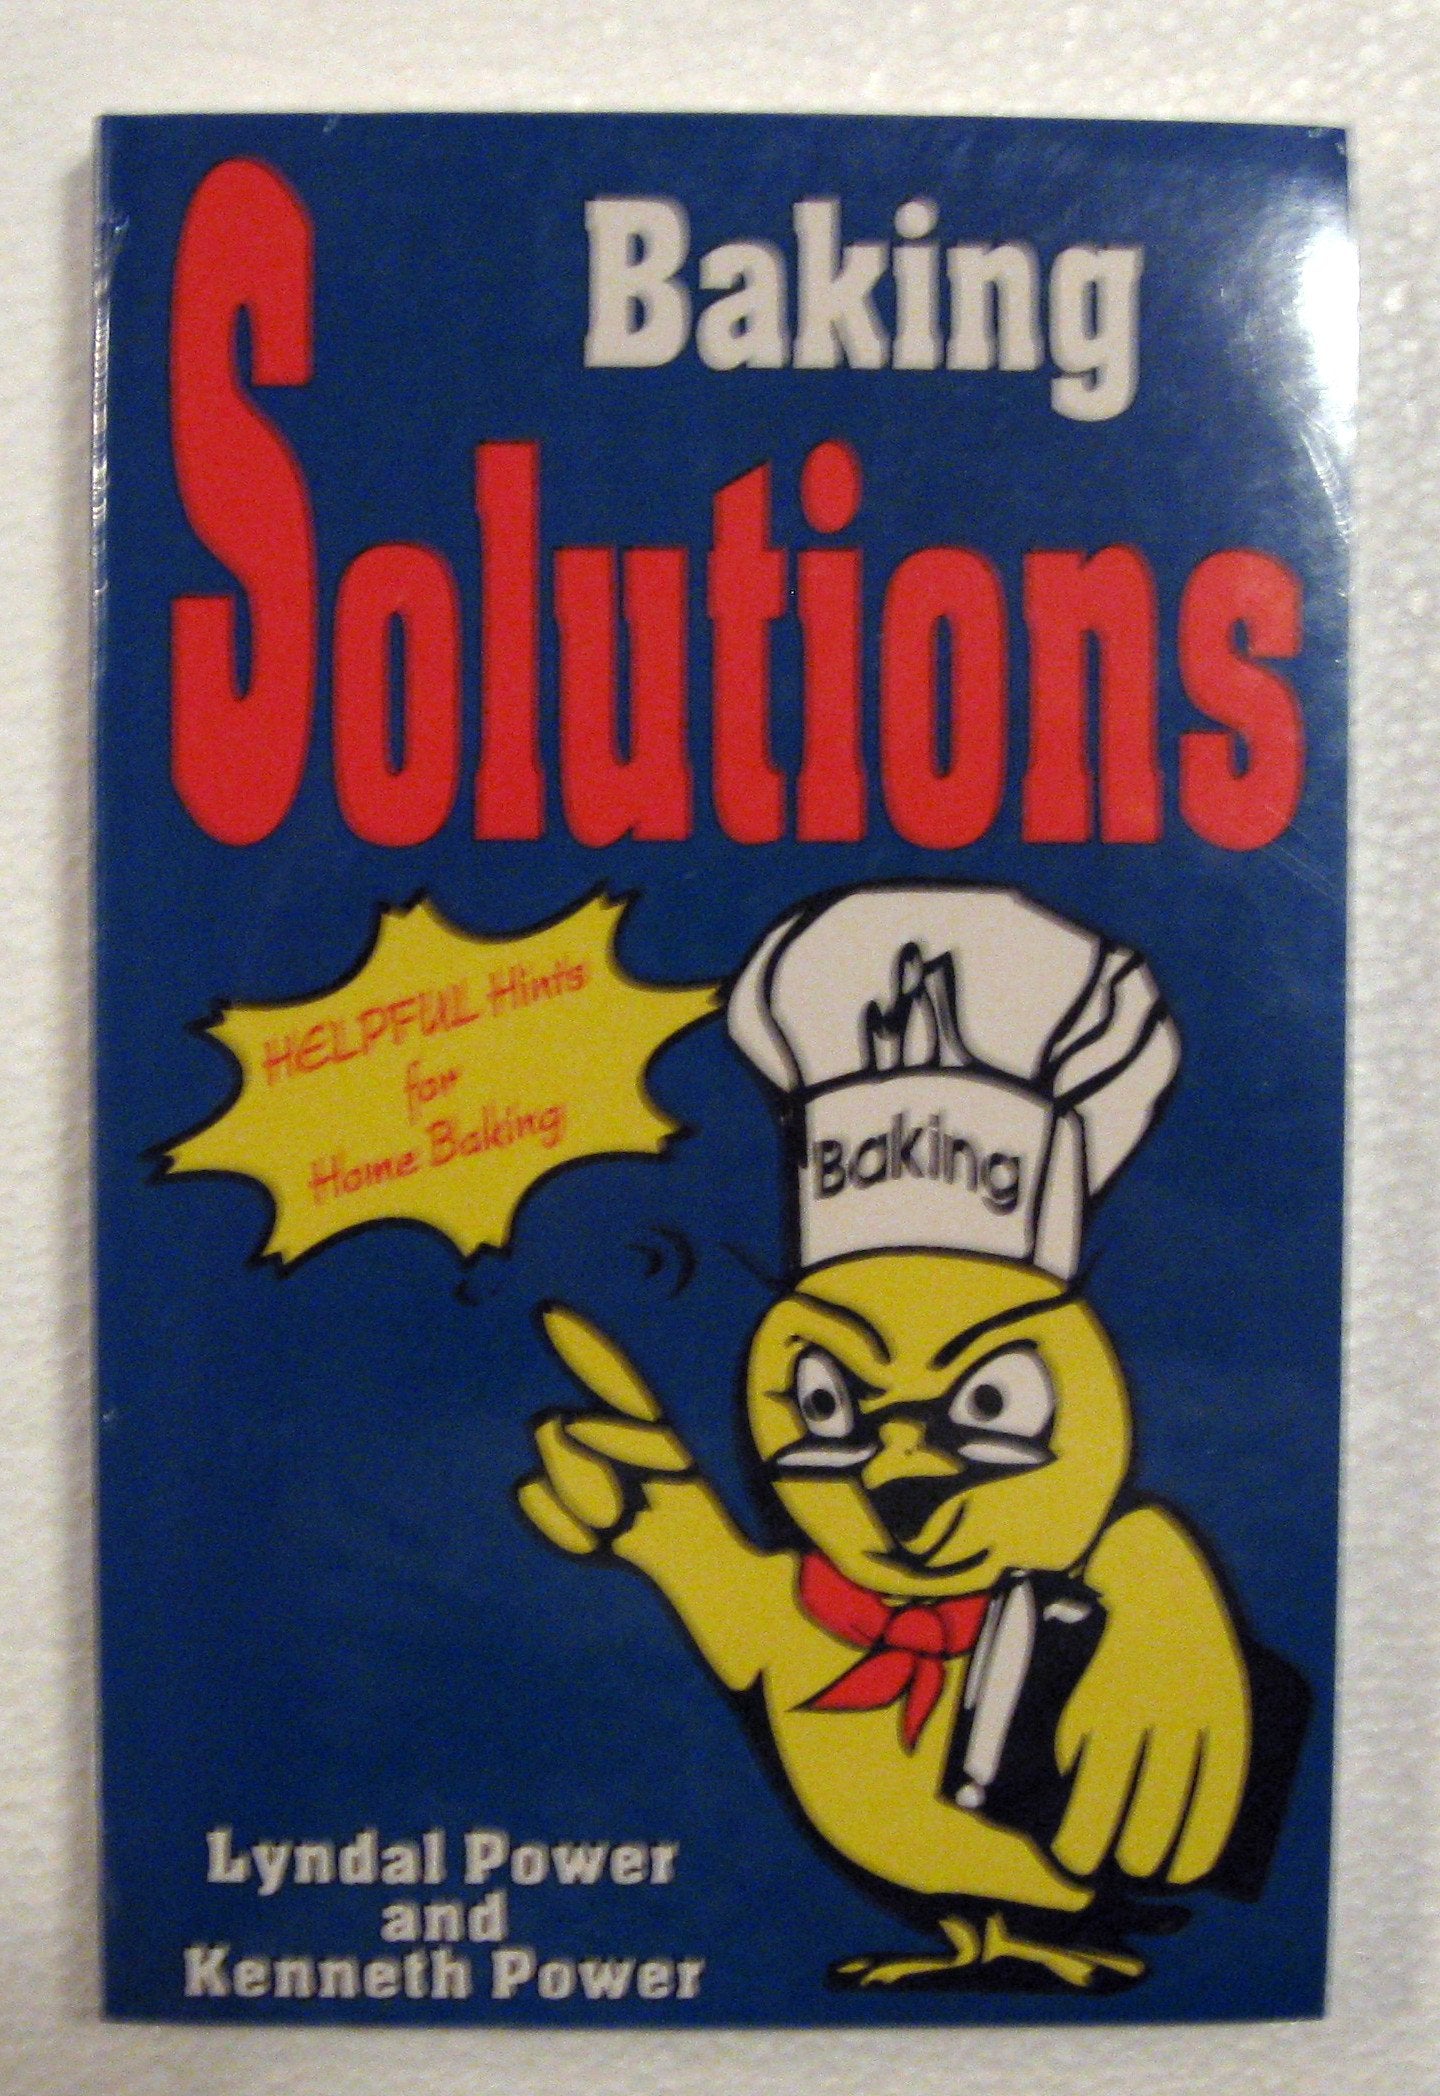 Baking
Solutions
HELPFUL Hints
for
Home Baking
Baking
Lyndal Power
and
Kenneth Power